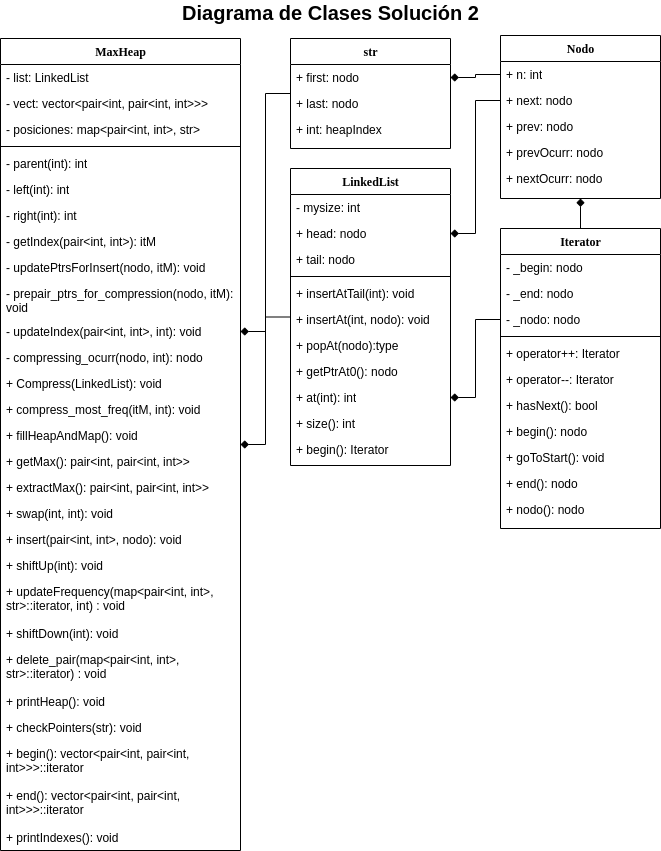 Diagrama de Clases Solución 2
MaxHeap
- list: LinkedList
- vect: vector<pair<int, pair<int, int>>>
- posiciones: map<pair<int, int>, str>
- parent(int): int
- left(int): int
- right(int): int
- getIndex(pair<int, int>): itM
- updatePtrsForInsert(nodo, itM): void
- prepair_ptrs_for_compression(nodo, itM):
void
- updateIndex(pair<int, int>, int): void
- compressing_ocurr(nodo, int): nodo
+ Compress(LinkedList): void
+ compress_most_freq(itM, int): void
+ fillHeapAndMap(): void
+ getMax(): pair<int, pair<int, int>>
+ extractMax(): pair<int, pair<int, int>>
+ swap(int, int): void
+ insert(pair<int, int>, nodo): void
+ shiftUp(int): void
+ updateFrequency(map<pair<int, int>,
str>::iterator, int) : void
+ shiftDown(int): void
+ delete_pair(map<pair<int, int>,
str>::iterator) : void
+ printHeap(): void
+ checkPointers(str): void
+ begin(): vector<pair<int, pair<int,
int>>>::iterator
+ end(): vector<pair<int, pair<int,
int>>>::iterator
+ printIndexes(): void
str
+ first: nodo
+ last: nodo
+ int: heapIndex
LinkedList
- mysize: int
+ head: nodo
+ tail: nodo
+ insertAtTail(int): void
+ insertAt(int, nodo): void
+ popAt(nodo):type
+ getPtrAt0(): nodo
+ at(int): int
+ size(): int
+ begin(): Iterator
Nodo
+ n: int
+ next: nodo
+ prev: nodo
+ prevOcurr: nodo
+ nextOcurr: nodo
Iterator
- _begin: nodo
- _end: nodo
- _nodo: nodo
+ operator++: Iterator
+ operator--: Iterator
+ hasNext(): bool
+ begin(): nodo
+ goToStart(): void
+ end(): nodo
+ nodo(): nodo